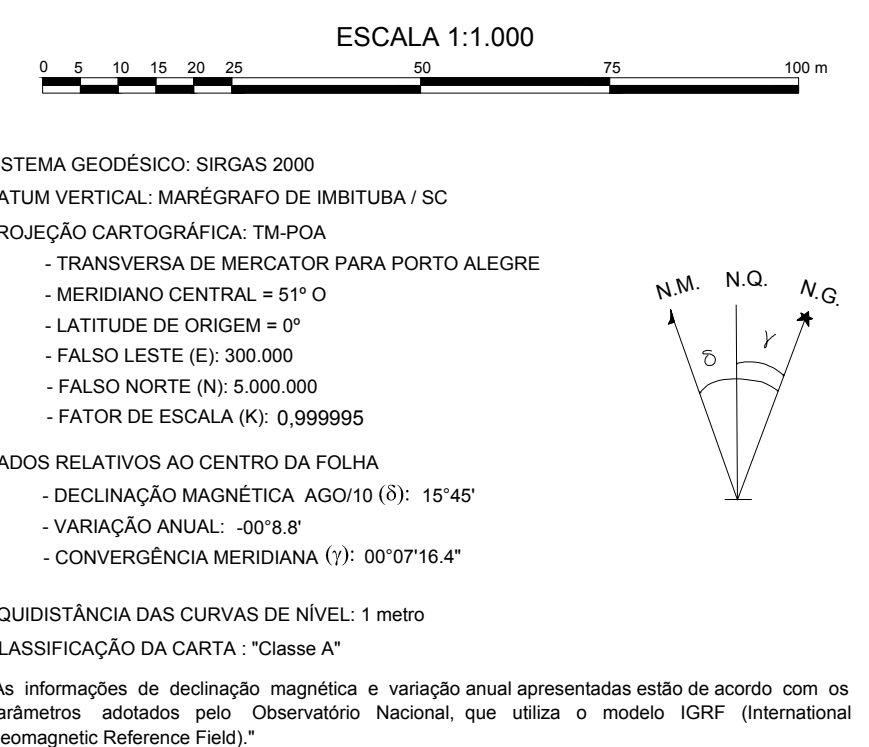 ESCALA 1:1.000
0 5 10 15 20 25 50 75 100 m
ISTEMA GEODÉSICO: SIRGAS 2000
ATUM VERTICAL: MARÉGRAFO DE IMBITUBA / SC
ROJEÇÃO CARTOGRÁFICA: TM-POA
- TRANSVERSA DE MERCATOR PARA PORTO ALEGRE
- MERIDIANO CENTRAL = 51º O
- LATITUDE DE ORIGEM = 0º
- FALSO LESTE (E): 300.000
- FALSO NORTE (N): 5.000.000
- FATOR DE ESCALA (K): 0,999995
N.M. N.Q. N.G.
δ γ
ADOS RELATIVOS AO CENTRO DA FOLHA
- DECLINAÇÃO MAGNÉTICA AGO/10 (δ): 15°45'
- VARIAÇÃO ANUAL: -00°8.8'
- CONVERGÊNCIA MERIDIANA (γ): 00°07'16.4"
QUIDISTÂNCIA DAS CURVAS DE NÍVEL: 1 metro
LASSIFICAÇÃO DA CARTA : "Classe A"
As informações de declinação magnética e variação anual apresentadas estão de acordo com os
arâmetros adotados pelo Observatório Nacional, que utiliza o modelo IGRF (International
eomagnetic Reference Field)."